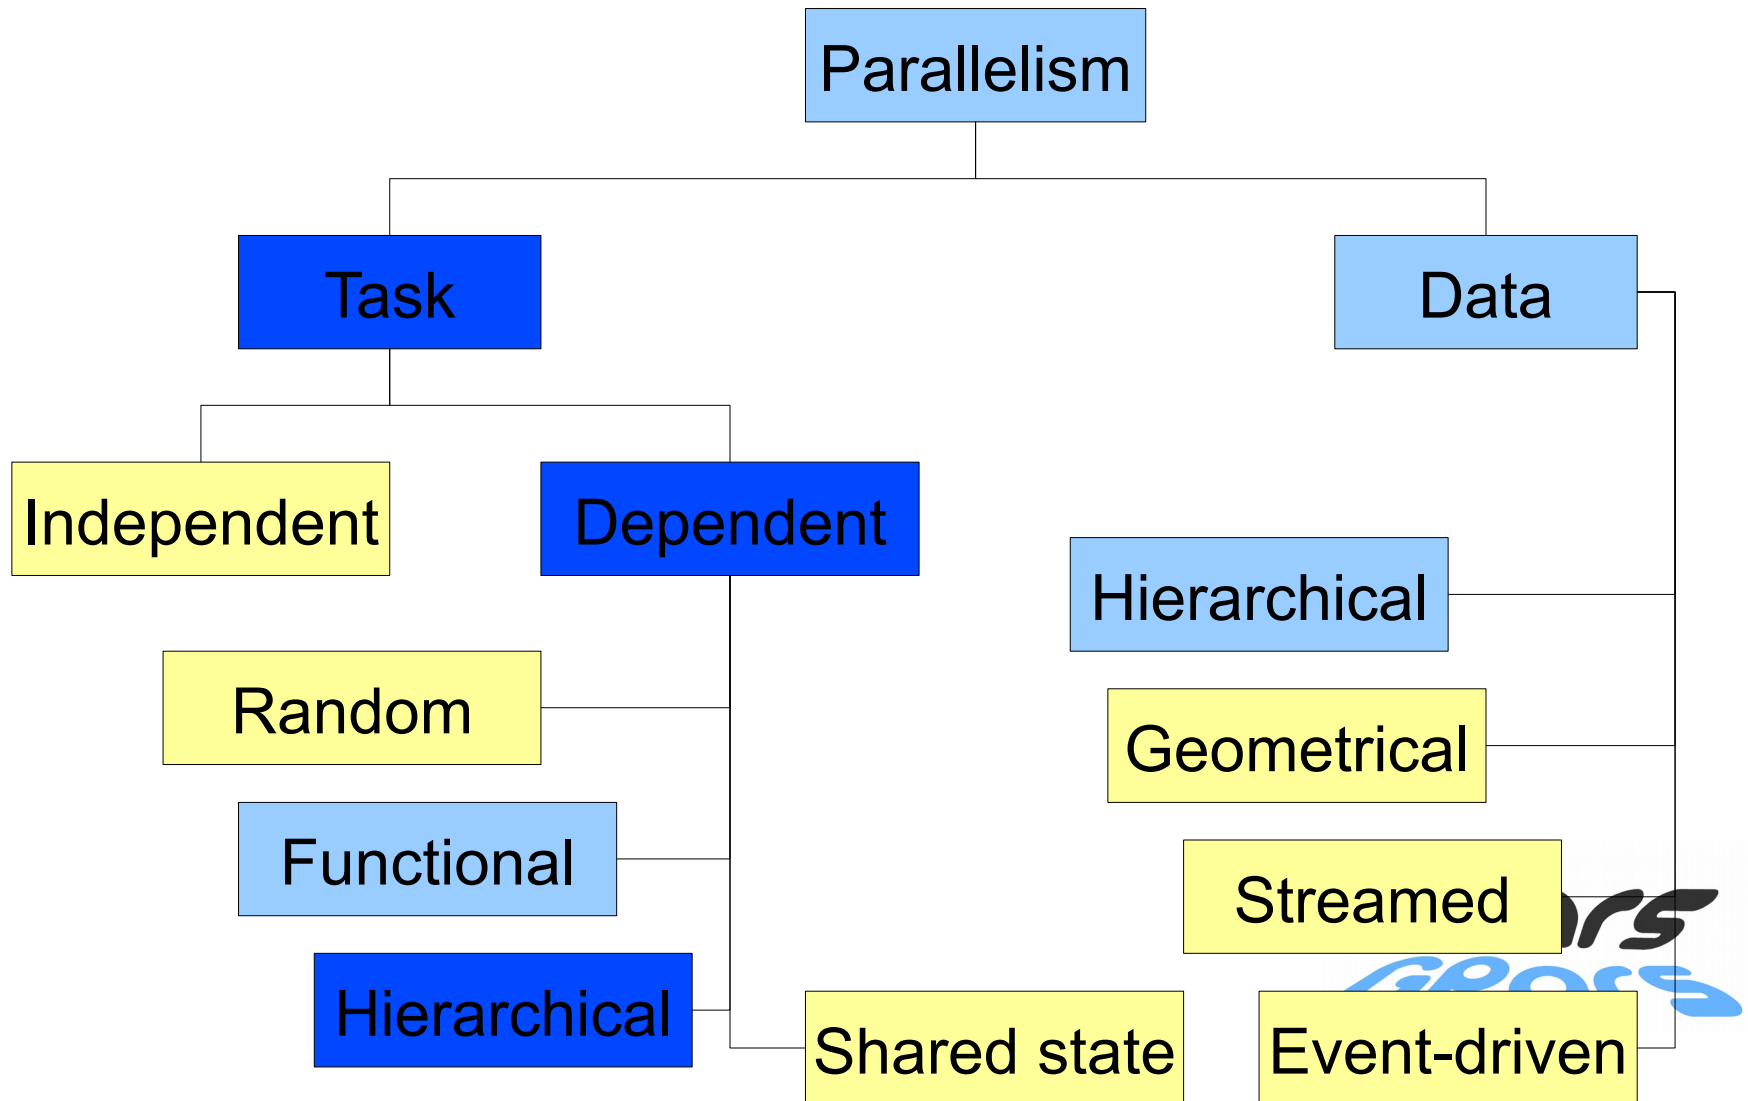 Parallelism
Task
Data
Independent
Dependent
Hierarchical
Random
Geometrical
Functional
Streamed
Hierarchical
Shared state
Event-driven